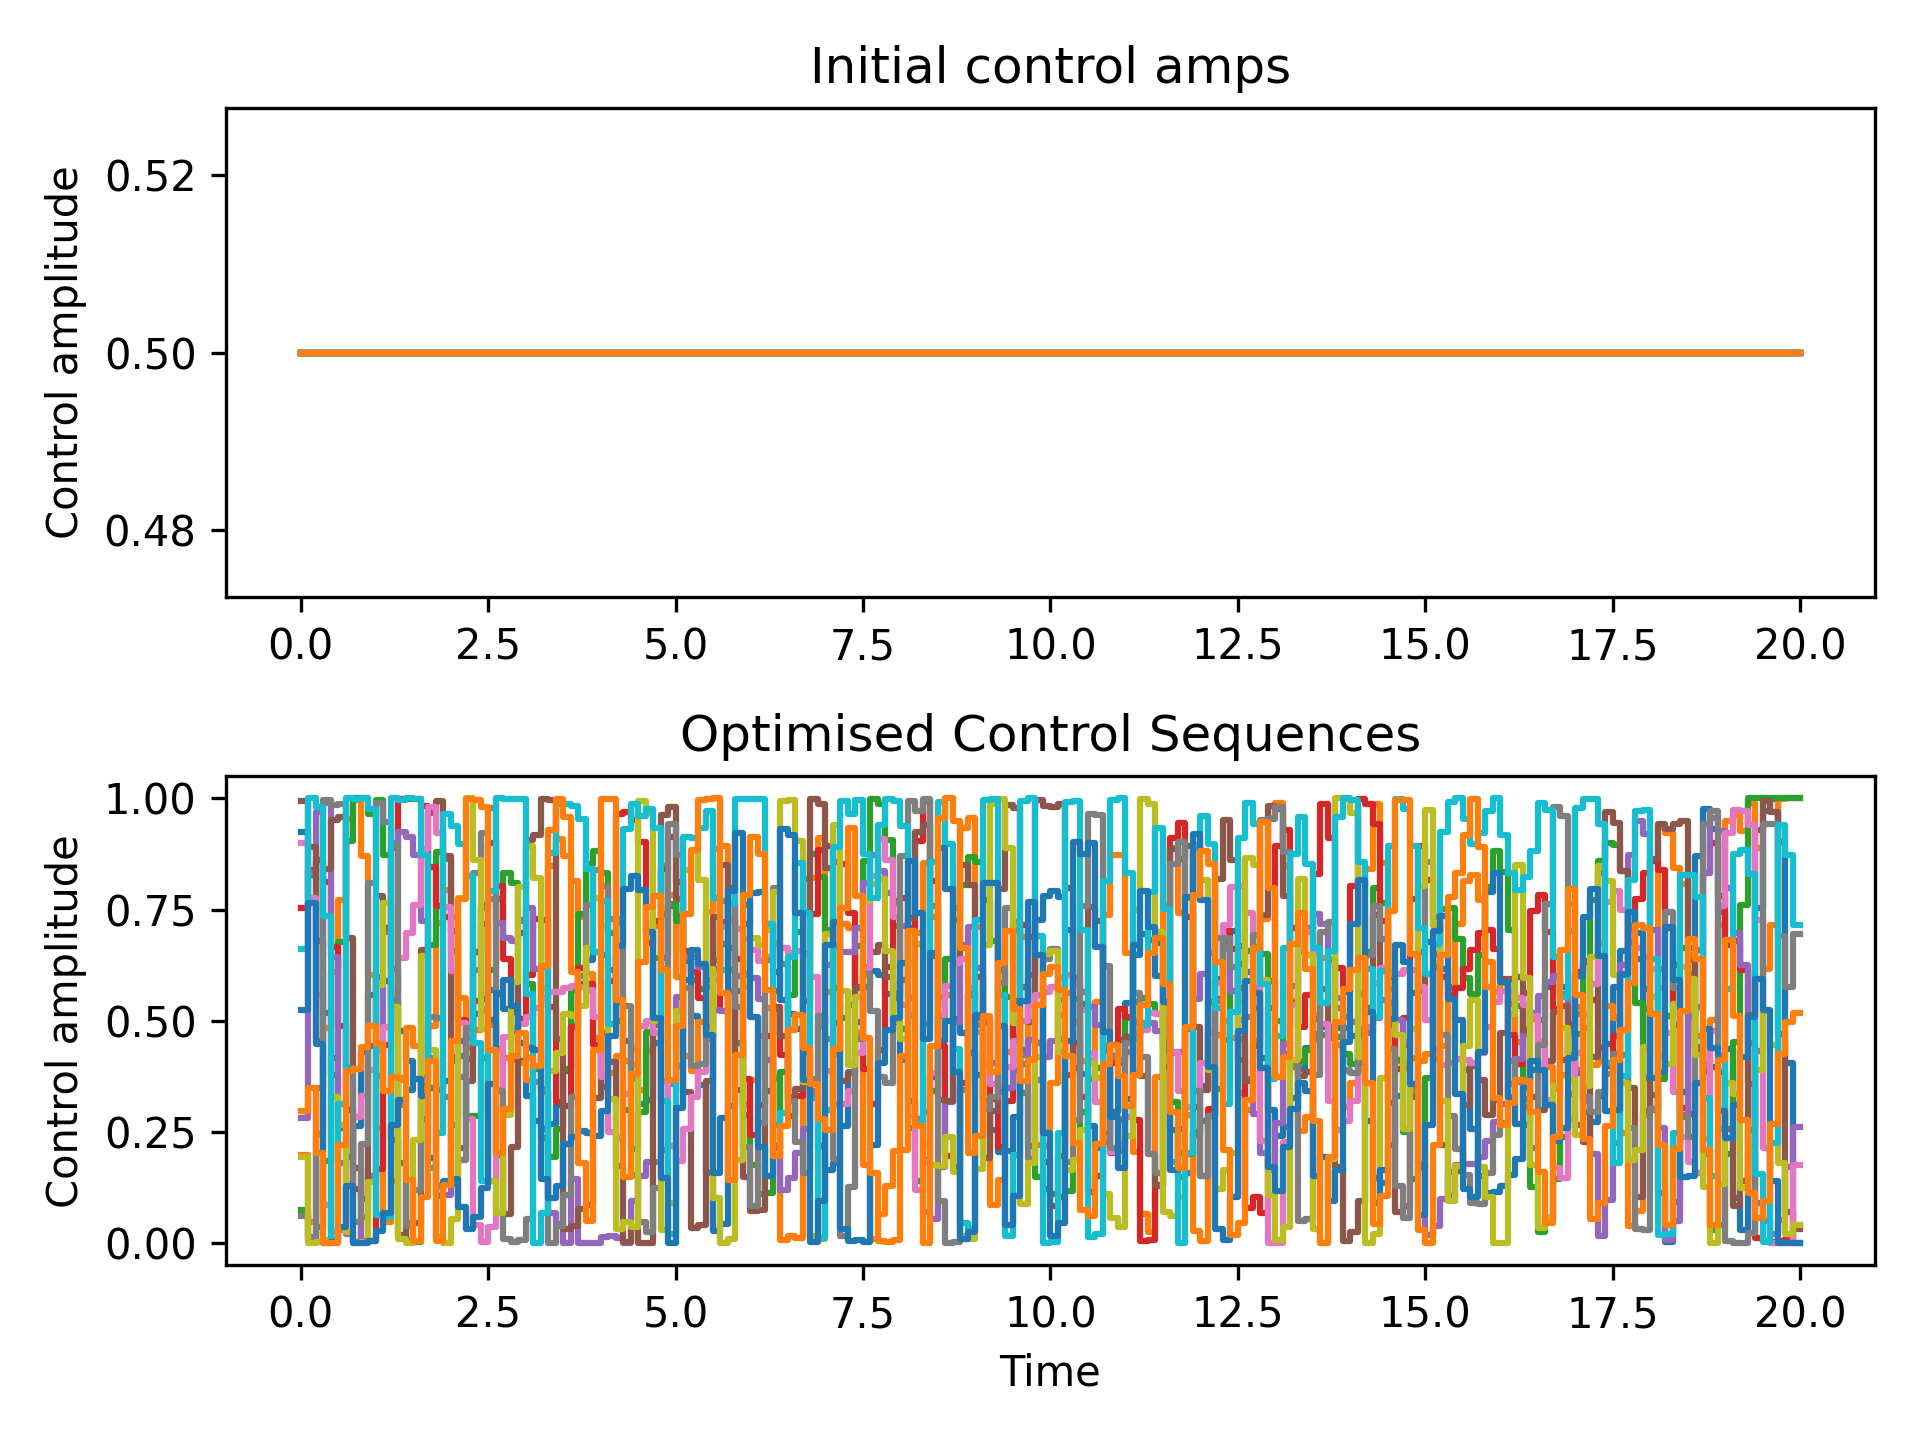 Initial control amps
Control amplitude
0.52
0.50
0.48
0.0 2.5 5.0 7.5 10.0 12.5 15.0 17.5 20.0
Optimised Control Sequences
Control amplitude
1.00
0.75
0.50
0.25
0.00
0.0 2.5 5.0 7.5 10.0 12.5 15.0 17.5 20.0
Time